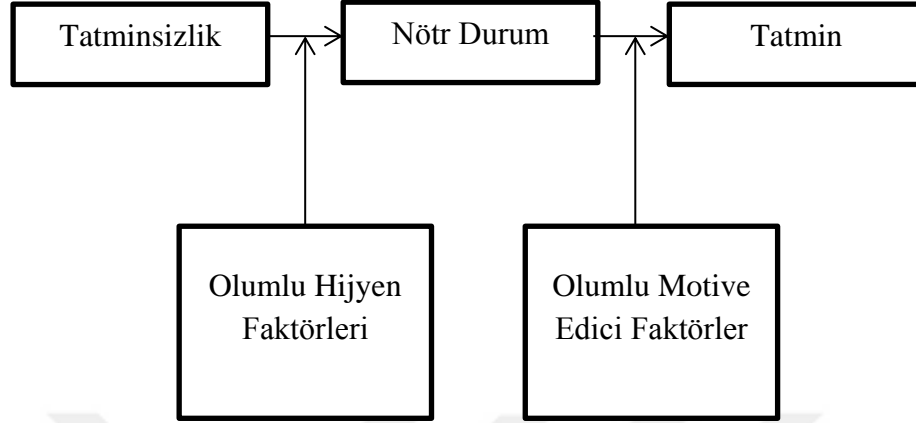 Tatminsizlik
Nötr Durum
Tatmin
Olumlu Hijyen
Faktörleri
Olumlu Motive
Edici Faktörler